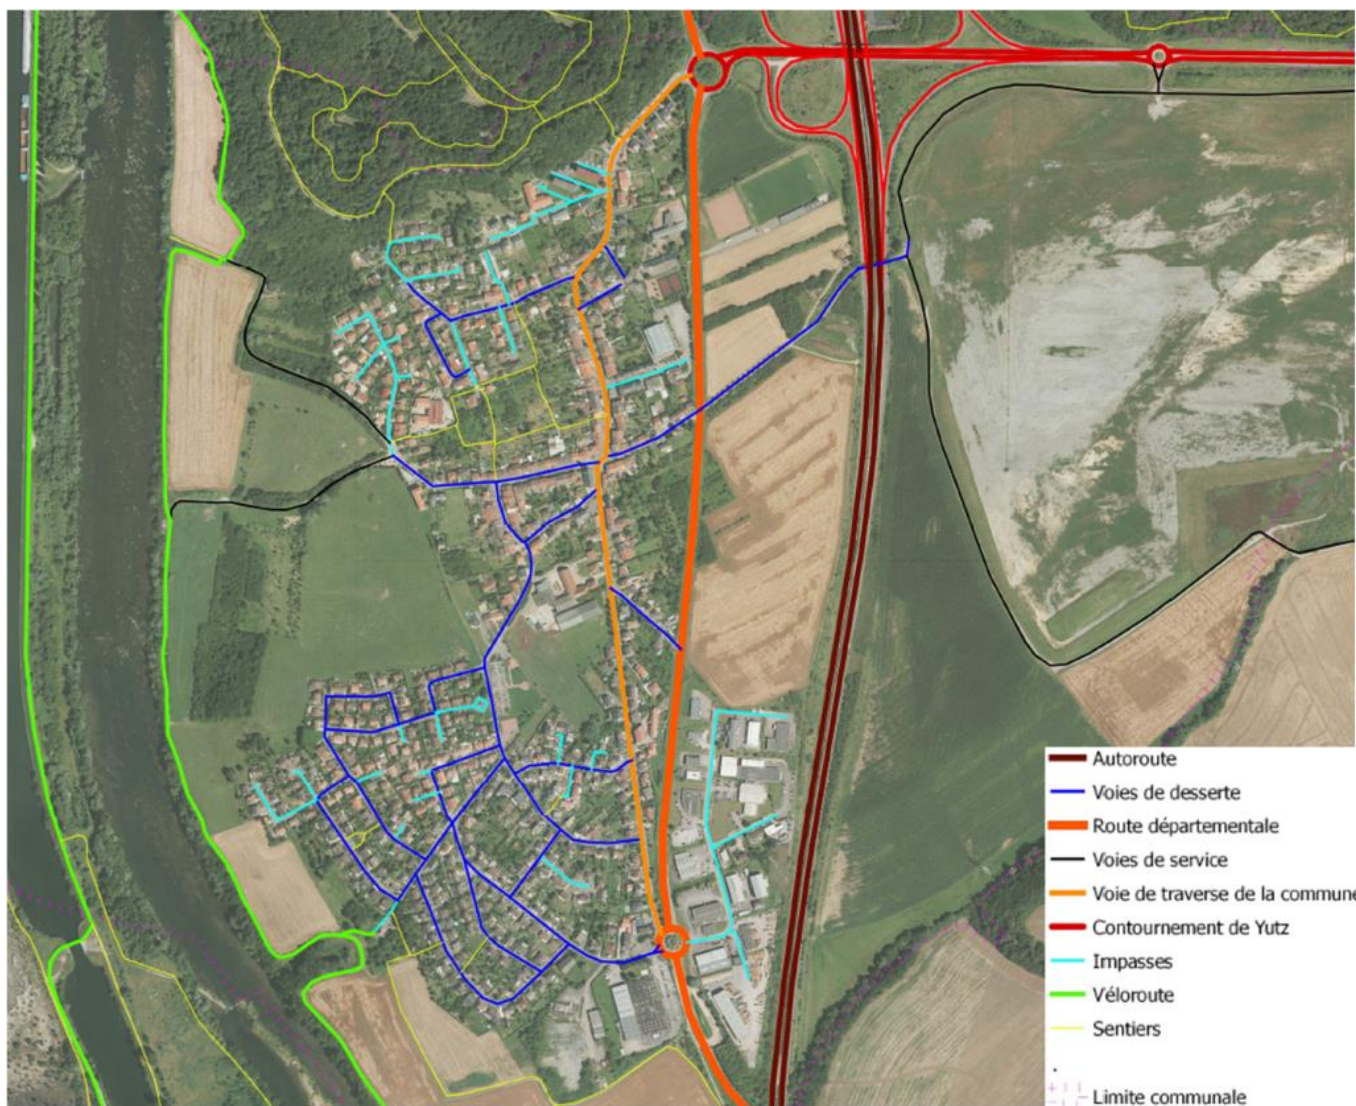 Autoroute
Voies de desserte
Route départementale
Voies de service
Voie de traverse de la commune
Contournement de Yutz
Impasses
Véloroute
Sentiers
Limite communale